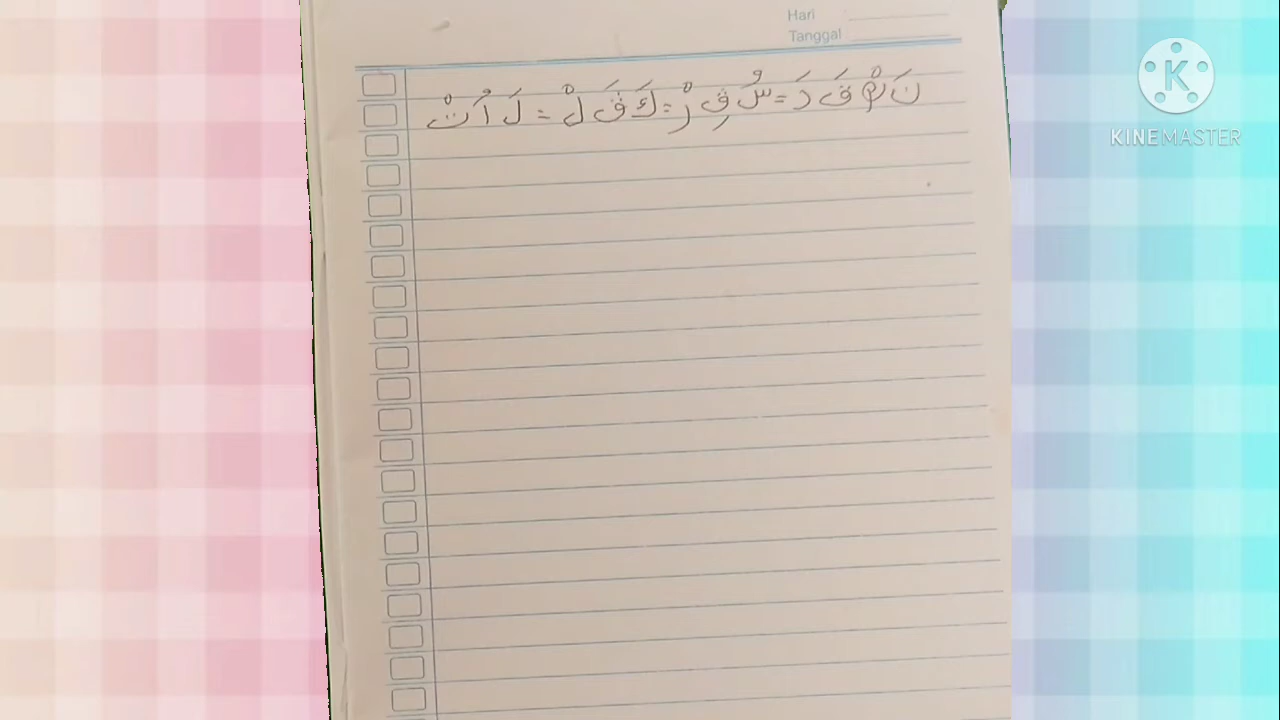 Hari
Tanggal
نَ هْ قَ دَ = سُ قِ رْ = كَ قَ لْ = لَ اُ تْ
KINEMASTER